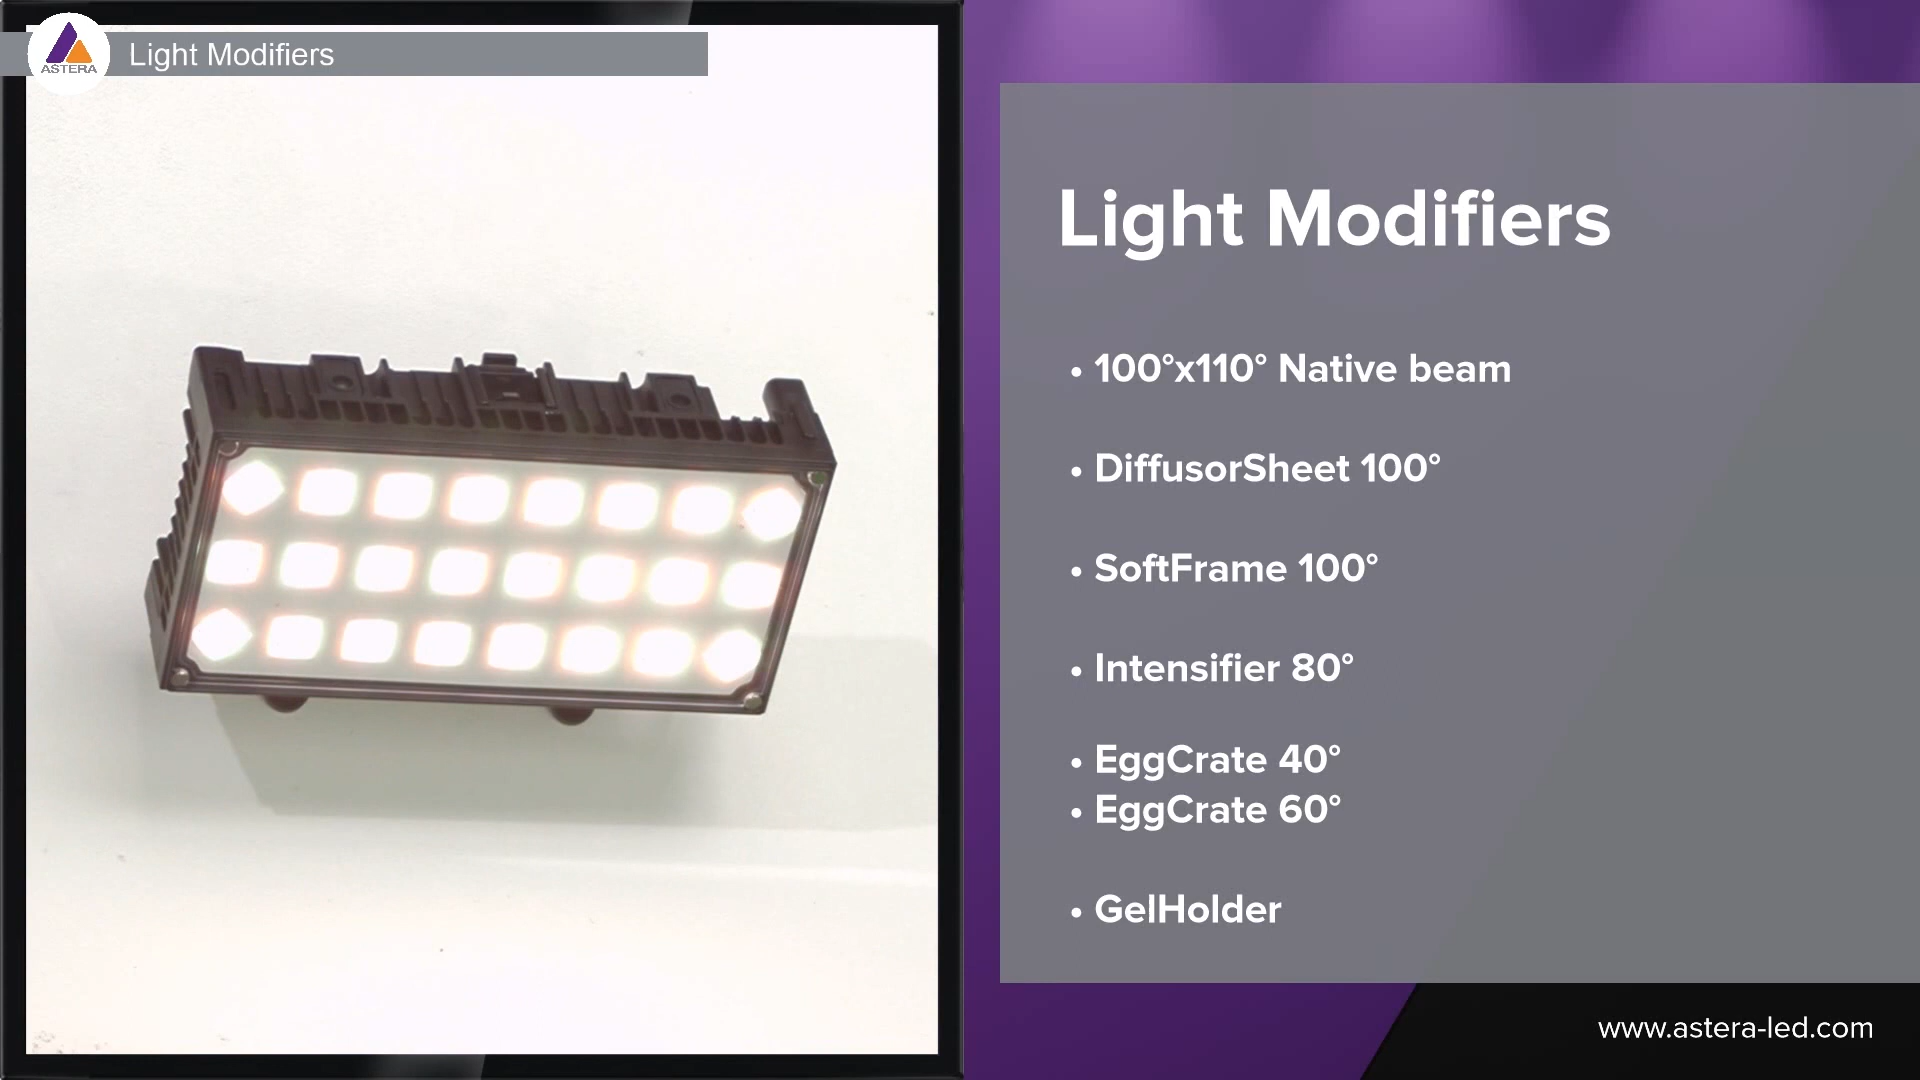 ASTERA
Light Modifiers
Light Modifiers
• 100°x110° Native beam
• DiffusorSheet 100°
• SoftFrame 100°
• Intensifier 80°
• EggCrate 40°
• EggCrate 60°
• GelHolder
www.astera-led.com